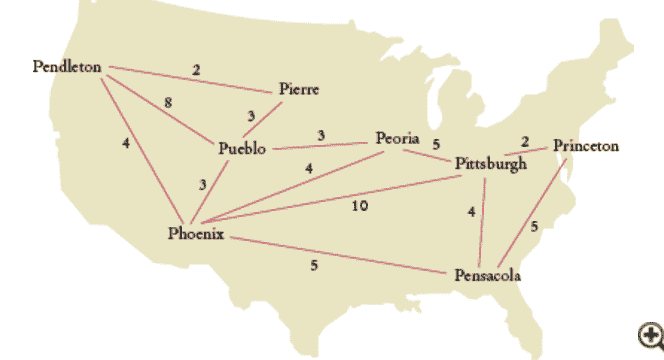 Pendleton
2
Pierre
8
3
4
Pueblo
3
Peoria
5
2
Princeton
Pittsburgh
3
4
10
4
5
Phoenix
5
Pensacola